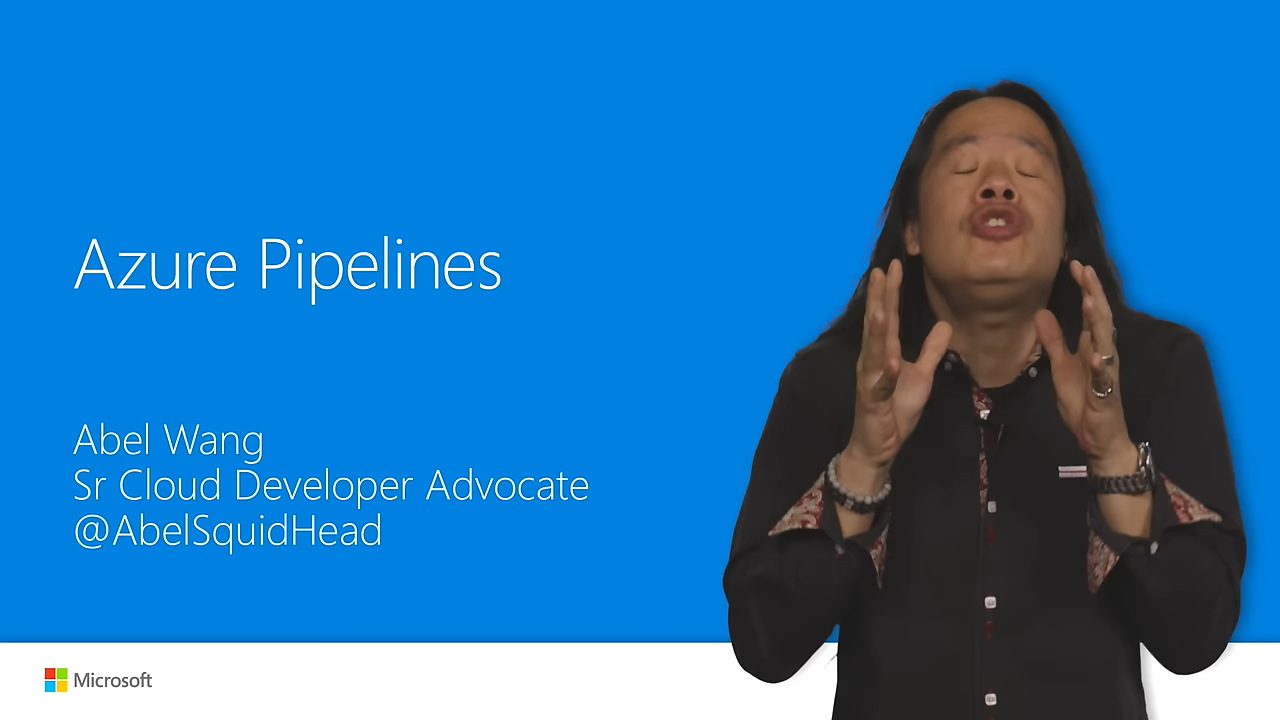 Azure Pipelines
Abel Wang
Sr Cloud Developer Advocate
@AbelSquidHead
Microsoft